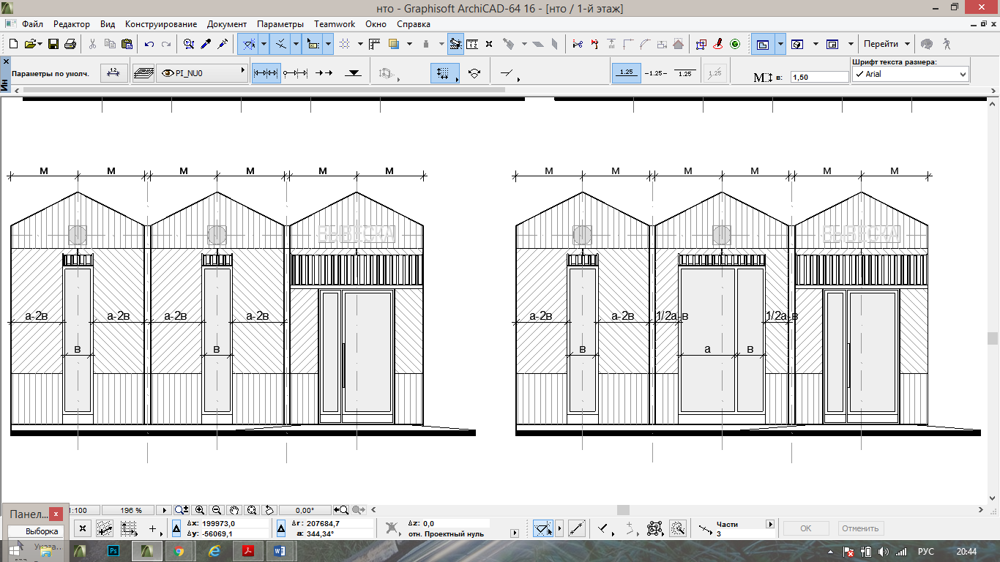 нто - Graphisoft ArchiCAD-64 16 - [нто / 1-й этаж]
Файл Редактор Вид Конструирование Документ Параметры Teamwork Окно Справка
Перейти
Параметры по умолч.
PI_NU0
1.25 1.25 1.25 1.25
М в: 1,50
Шрифт текста размера:
Arial
Ин
М М М М М М М М М М М М
ВЫВЕСКА ВЫВЕСКА
а-2в а-2в а-2в а-2в а-2в а-2в 1/2а-в 1/2а-в
в в в а в
Панел...
1:100 196 % 0,00°
Выборка
Указа..
Δx: 199973,0
Δy: -56069,1
Δr: 207684,7
a: 344,34°
Δz: 0,0
отн. Проектный нуль
Части
3
ОК Отменить
Ps
РУС 20:44